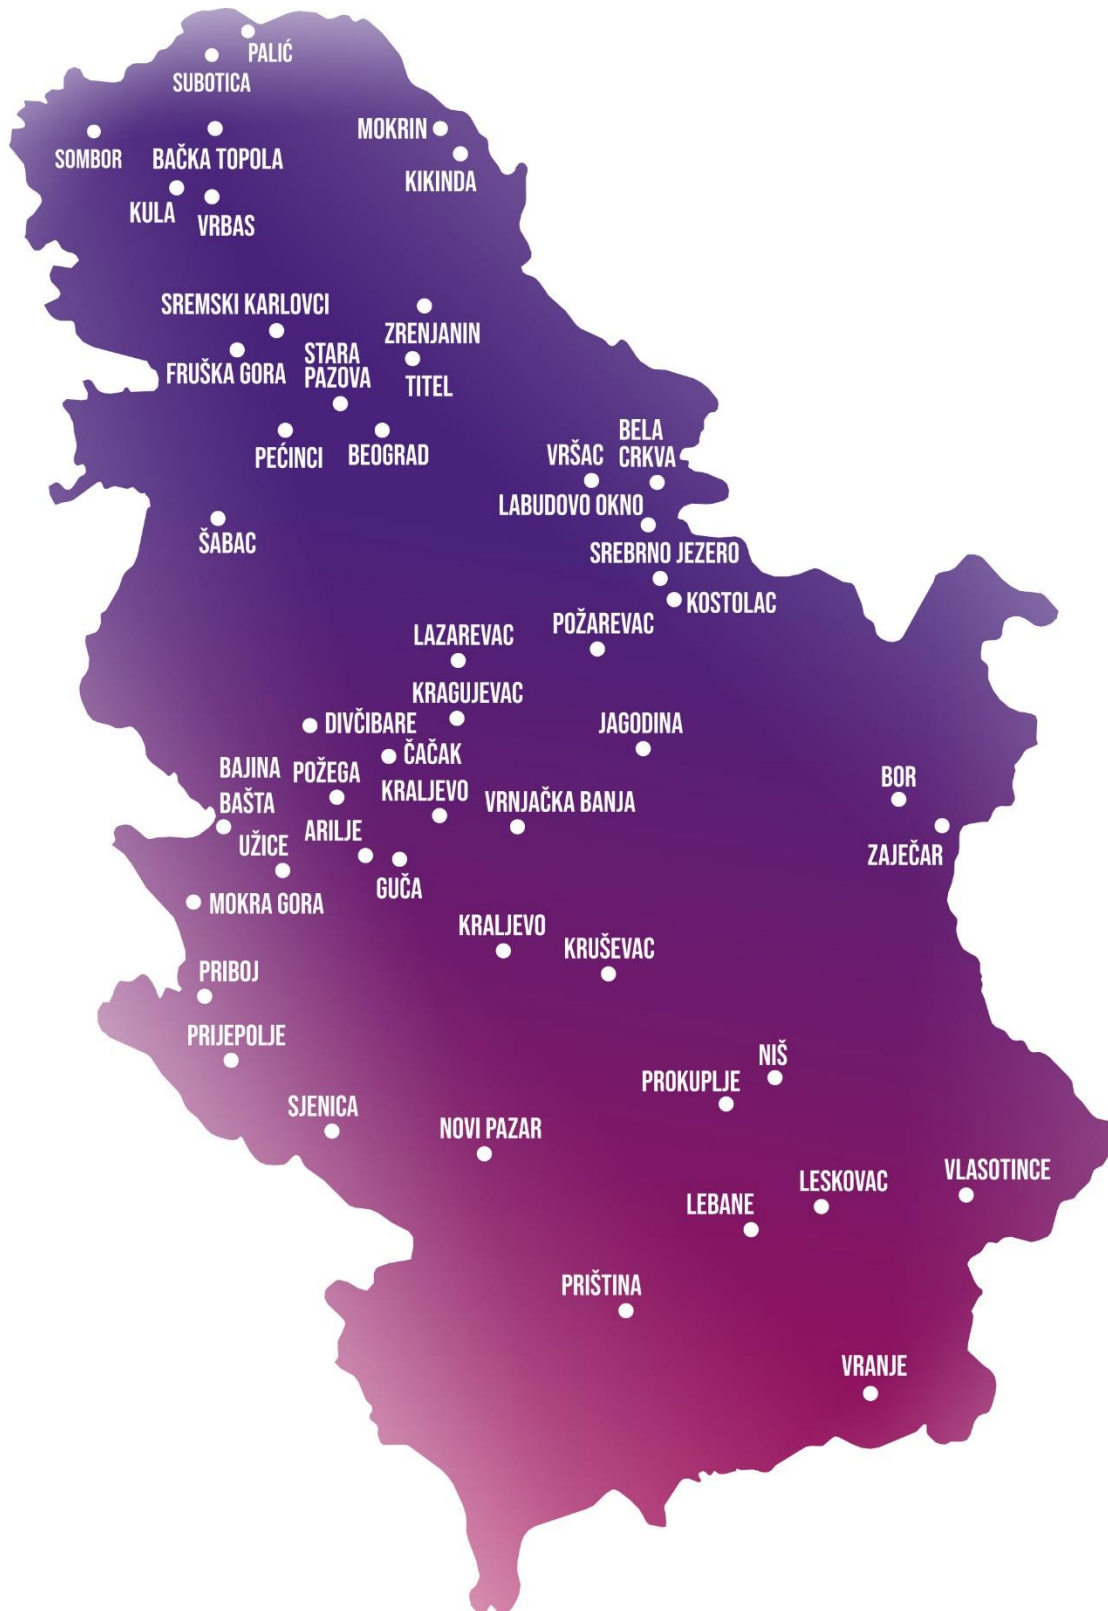 PALIĆ
SUBOTICA
MOKRIN
SOMBOR
BAČKA TOPOLA
KIKINDA
KULA
VRBAS
SREMSKI KARLOVCI
ZRENJANIN
STARA
PAZOVA
FRUŠKA GORA
TITEL
PEĆINCI
BEOGRAD
BELA
CRKVA
VRŠAC
LABUDOVO OKNO
ŠABAC
SREBRNO JEZERO
KOSTOLAC
POŽAREVAC
LAZAREVAC
KRAGUJEVAC
DIVČIBARE
JAGODINA
ČAČAK
BAJINA
BAŠTA
POŽEGA
KRALJEVO
VRNJAČKA BANJA
BOR
ARILJE
UŽICE
ZAJEČAR
GUČA
MOKRA GORA
KRALJEVO
KRUŠEVAC
PRIBOJ
PRIJEPOLJE
NIŠ
PROKUPLJE
SJENICA
NOVI PAZAR
VLASOTINCE
LESKOVAC
LEBANE
PRIŠTINA
VRANJE